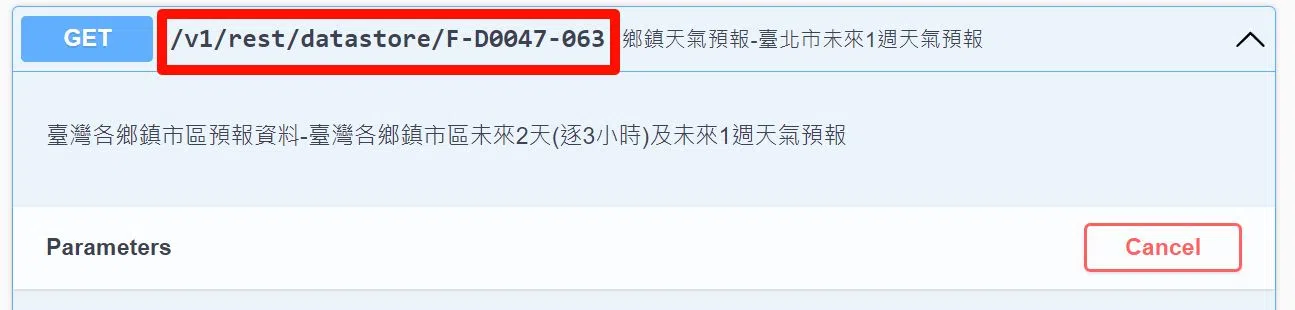 GET /v1/rest/datastore/F-D0047-063 鄉鎮天氣預報-臺北市未來1週天氣預報
臺灣各鄉鎮市區預報資料-臺灣各鄉鎮市區未來2天(逐3小時)及未來1週天氣預報
Parameters Cancel